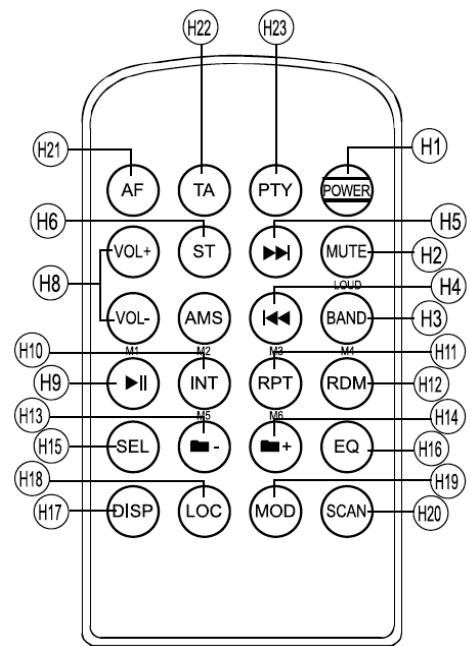 H22 H23
H21 H1
AF TA PTY POWER
H6 H5
VOL+ ST MUTE H2
H8 LOUD H4
VOL- AMS BAND H3
H10 M1 M2 M3 M4 H11
H9 INT RPT RDM H12
H13 M5 M6 H14
H15 SEL - + EQ H16
H18 H19
H17 DISP LOC MOD SCAN H20